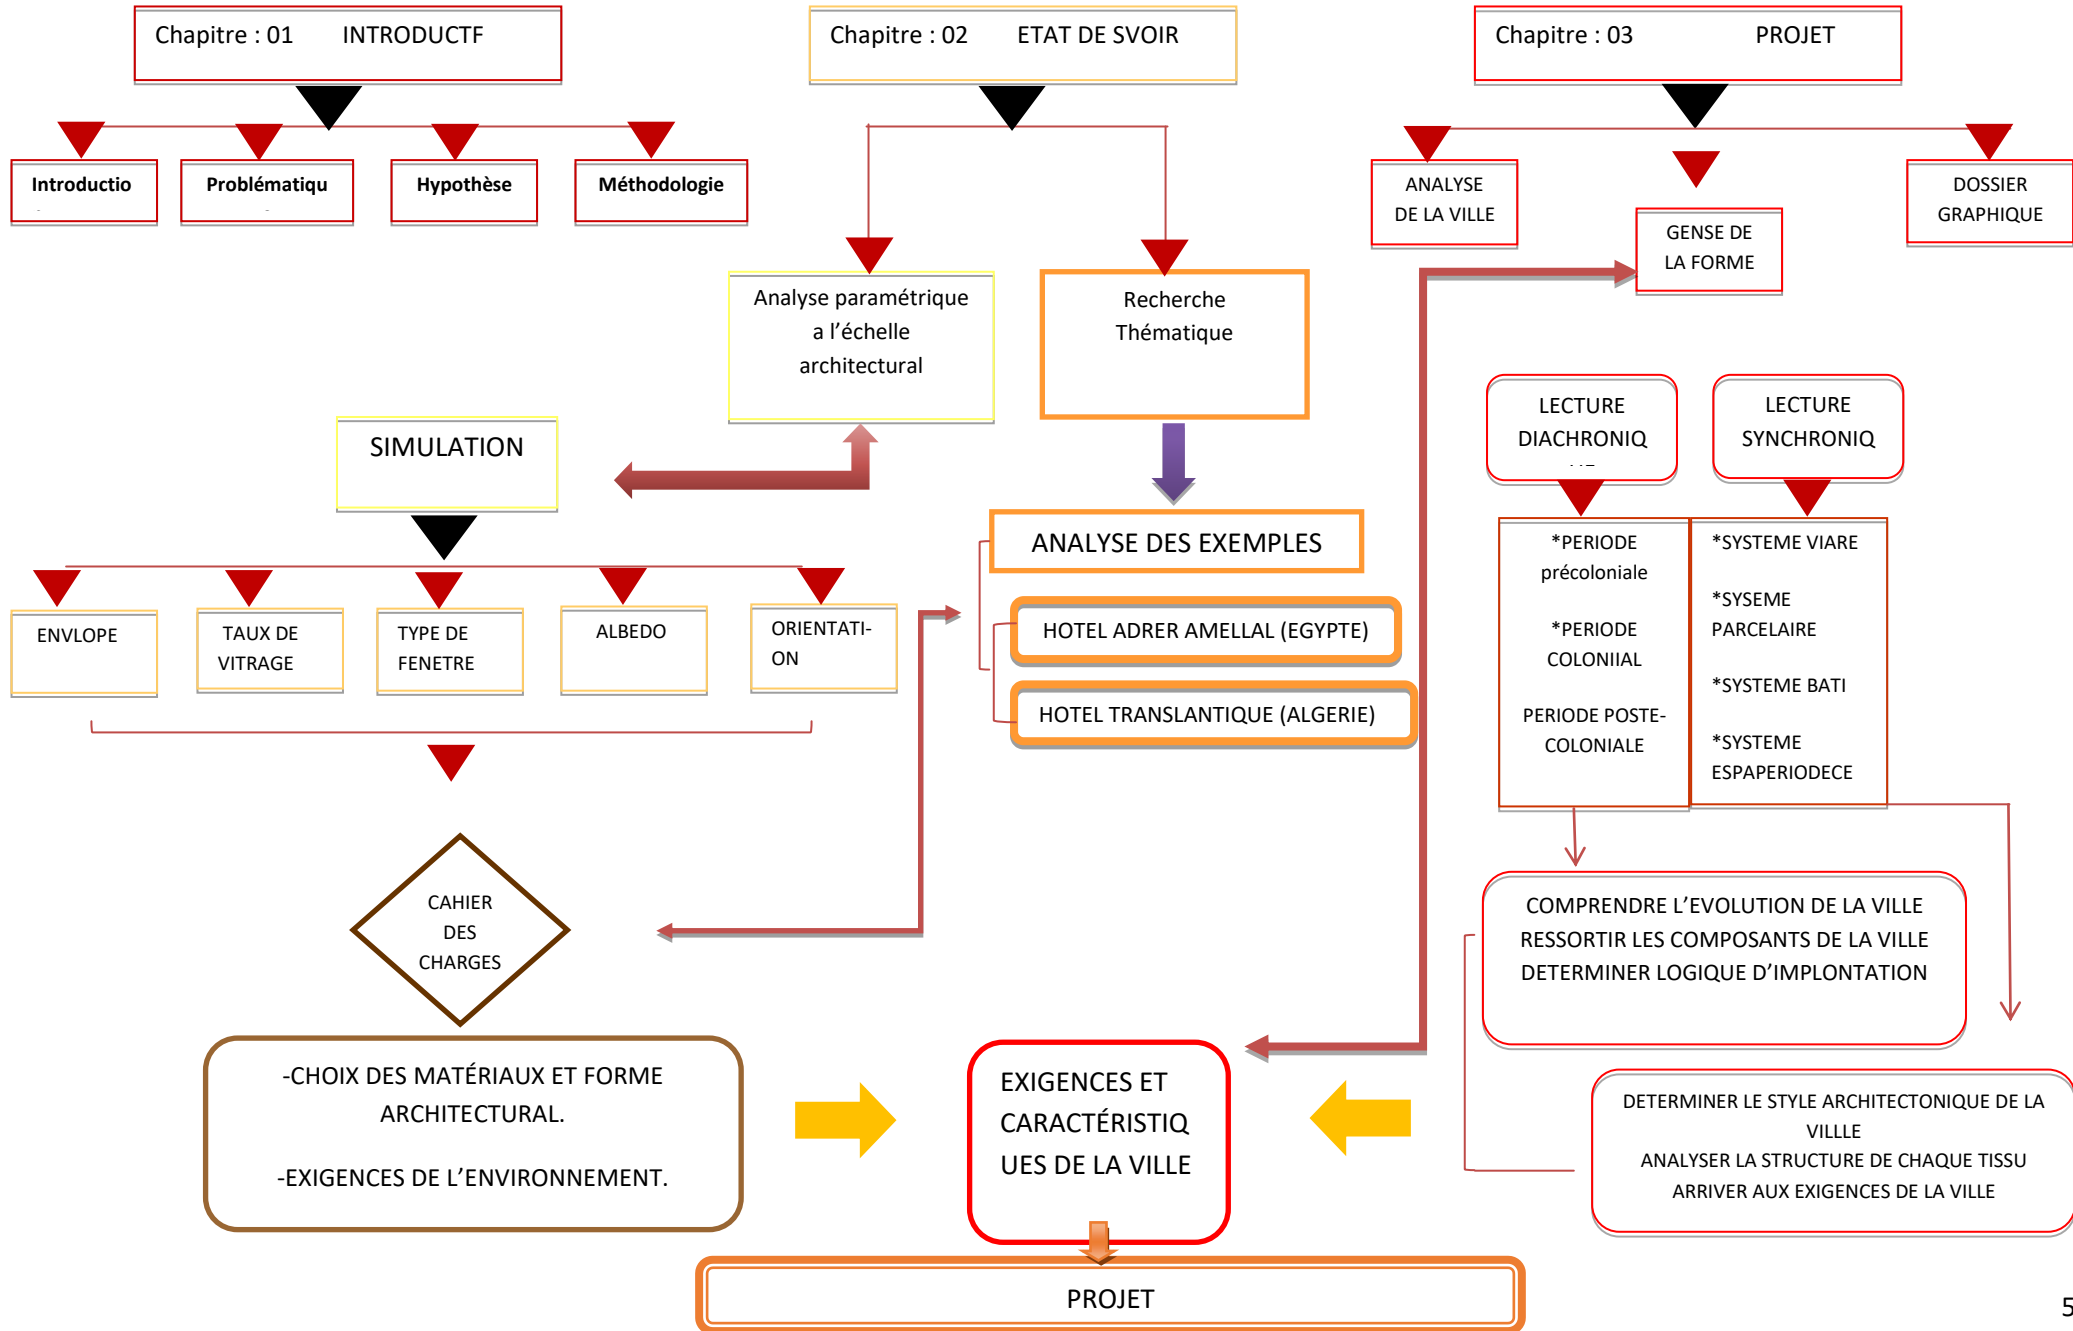 Chapitre : 01 INTRODUCTF
Chapitre : 02 ETAT DE SVOIR
Chapitre : 03 PROJET
Introductio
Problématiqu
Hypothèse
Méthodologie
ANALYSE
DE LA VILLE
GENSE DE
LA FORME
DOSSIER
GRAPHIQUE
Analyse paramétrique
a l’échelle
architectural
Recherche
Thématique
SIMULATION
LECTURE
DIACHRONIQ
LECTURE
SYNCHRONIQ
ANALYSE DES EXEMPLES
HOTEL ADRER AMELLAL (EGYPTE)
HOTEL TRANSLANTIQUE (ALGERIE)
ENVLOPE
TAUX DE
VITRAGE
TYPE DE
FENETRE
ALBEDO
ORIENTATI-
ON
*PERIODE
précoloniale
*PERIODE
COLONIIAL
PERIODE POSTE-
COLONIALE
*SYSTEME VIARE
*SYSEME
PARCELAIRE
*SYSTEME BATI
*SYSTEME
ESPAPERIODECE
CAHIER
DES
CHARGES
COMPRENDRE L’EVOLUTION DE LA VILLE
RESSORTIR LES COMPOSANTS DE LA VILLE
DETERMINER LOGIQUE D’IMPLONTATION
-CHOIX DES MATÉRIAUX ET FORME
ARCHITECTURAL.
-EXIGENCES DE L’ENVIRONNEMENT.
EXIGENCES ET
CARACTÉRISTIQ
UES DE LA VILLE
DETERMINER LE STYLE ARCHITECTONIQUE DE LA
VILLLE
ANALYSER LA STRUCTURE DE CHAQUE TISSU
ARRIVER AUX EXIGENCES DE LA VILLE
PROJET
5